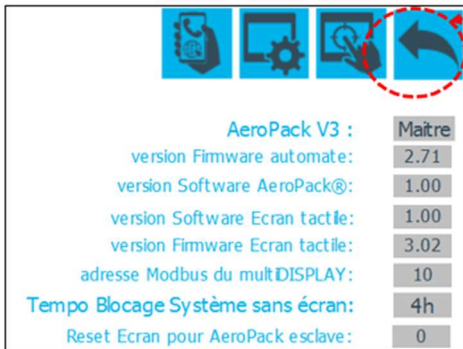 AeroPack V3 : Maître
version Firmware automate: 2.71
version Software AeroPack®: 1.00
version Software Ecran tactile: 1.00
version Firmware Ecran tactile: 3.02
adresse Modbus du multiDISPLAY: 10
Tempo Blocage Système sans écran: 4h
Reset Ecran pour AeroPack esclave: 0